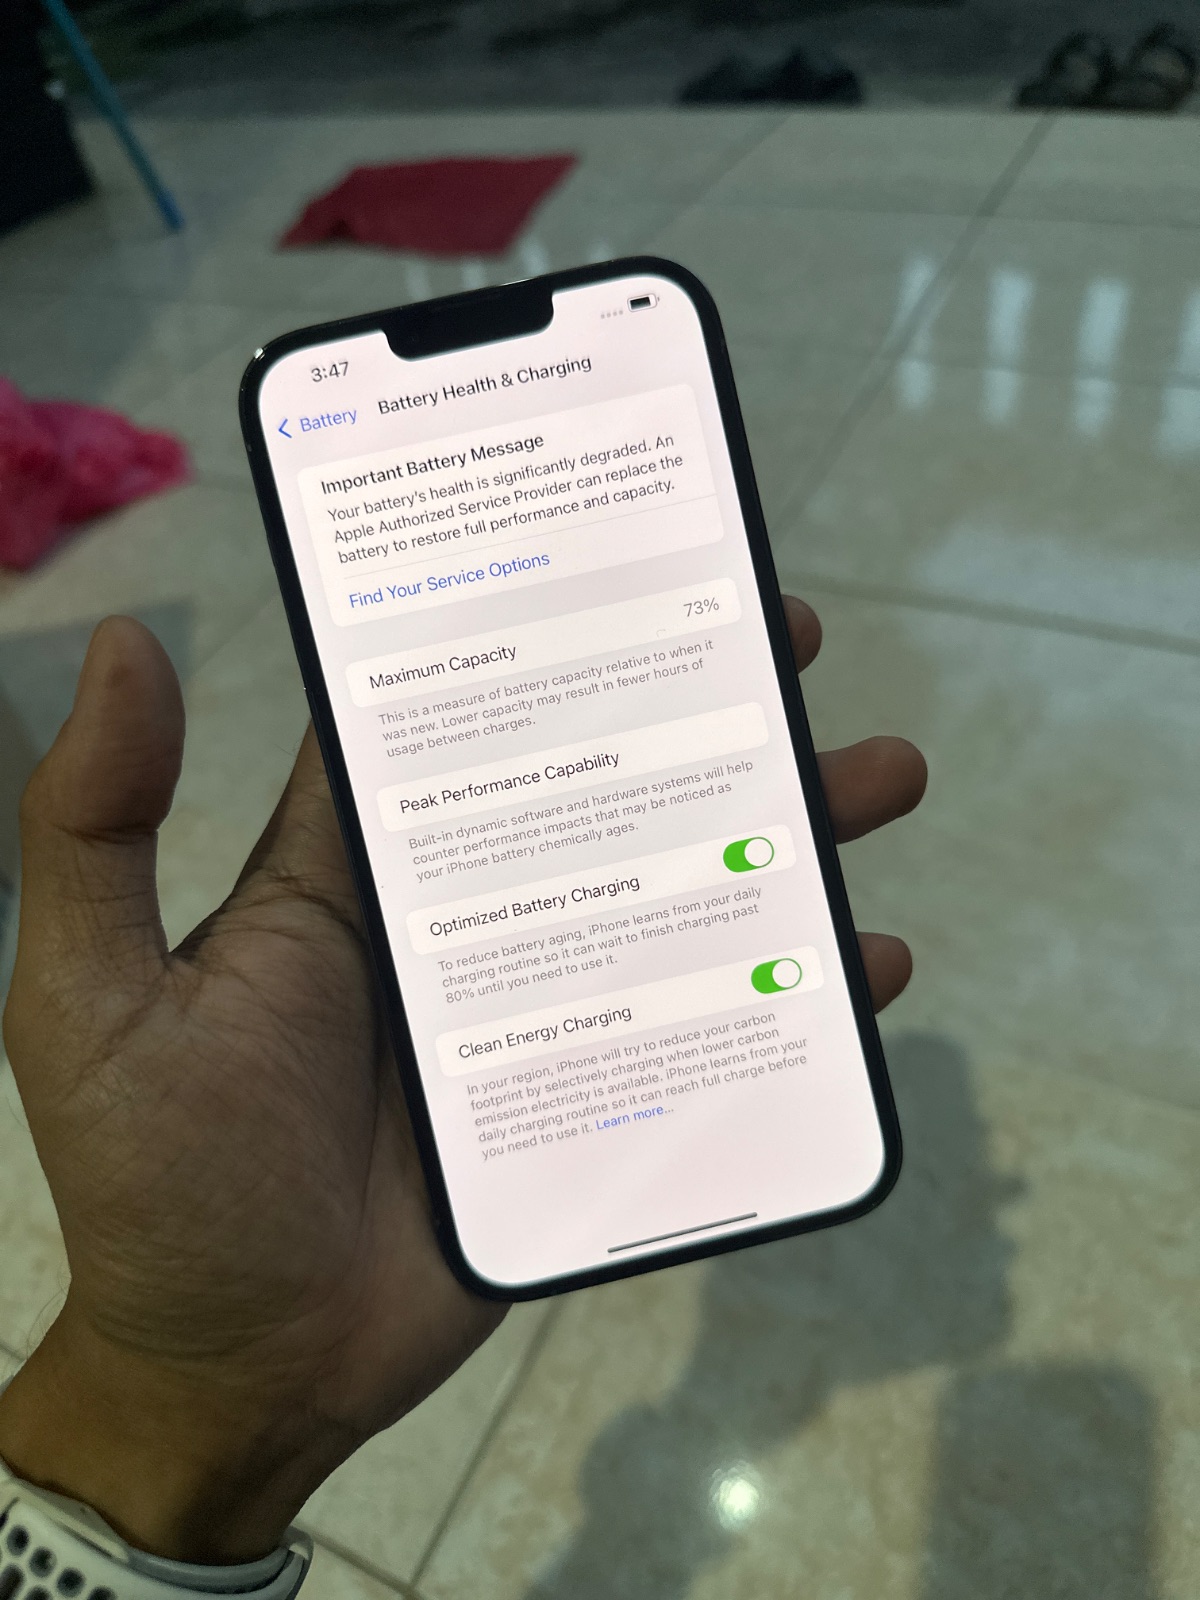 3:47
Battery
Battery Health & Charging
Important Battery Message
Your battery's health is significantly degraded. An
Apple Authorized Service Provider can replace the
battery to restore full performance and capacity.
Find Your Service Options
Maximum Capacity
73%
This is a measure of battery capacity relative to when it
was new. Lower capacity may result in fewer hours of
usage between charges.
Peak Performance Capability
Built-in dynamic software and hardware systems will help
counter performance impacts that may be noticed as
your iPhone battery chemically ages.
Optimized Battery Charging
To reduce battery aging, iPhone learns from your daily
charging routine so it can wait to finish charging past
80% until you need to use it.
Clean Energy Charging
In your region, iPhone will try to reduce your carbon
footprint by selectively charging when lower carbon
emission electricity is available. iPhone learns from your
daily charging routine so it can reach full charge before
you need to use it. Learn more...